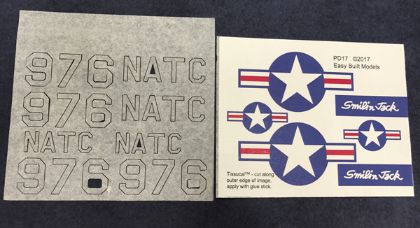 976 NATC
976 NATC
NATC NATC
976 976
PD17 ©2017
Easy Built Models
Smilin Jack
Smilin Jack
Tissucal™ - cut along
outer edge of image,
apply with glue stick.